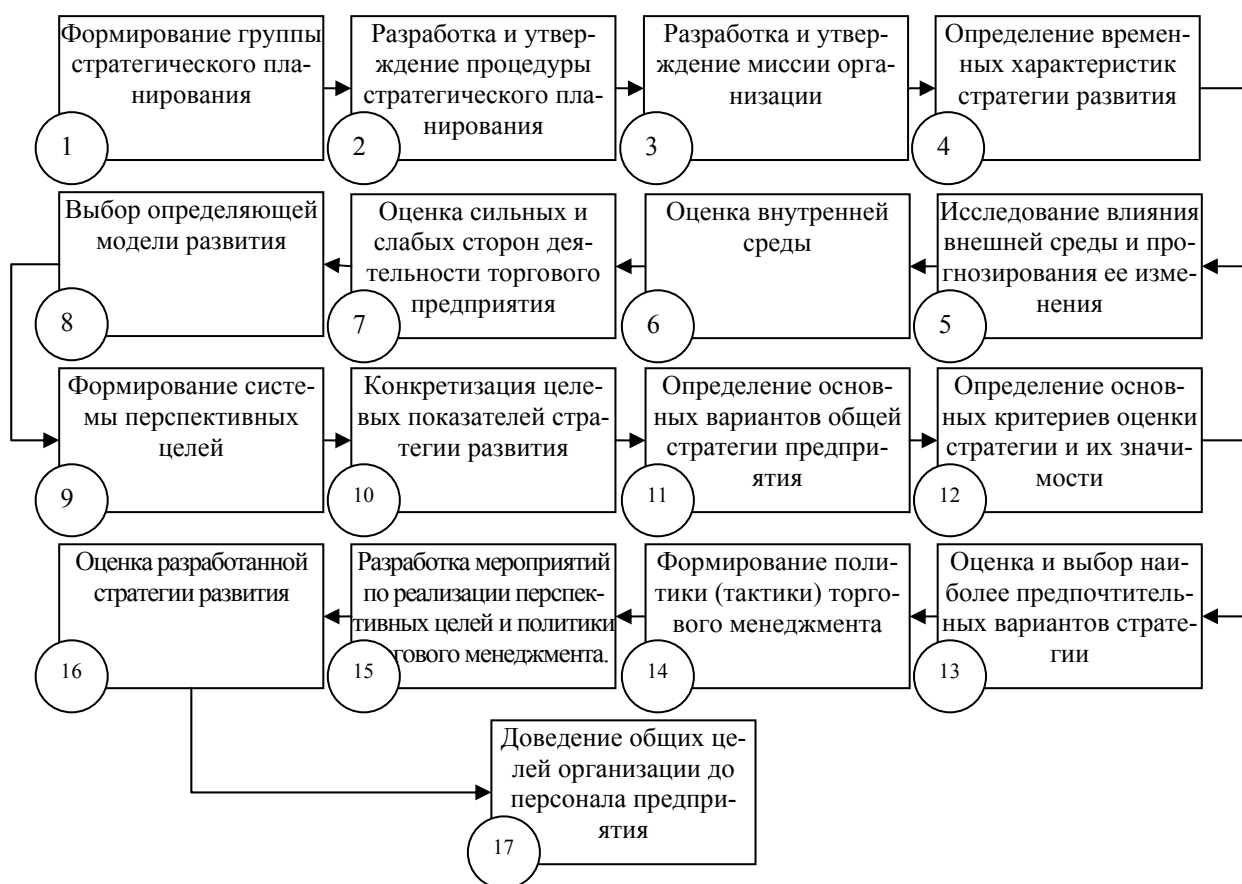 Формирование группы
стратегического пла-
нирования
1
Разработка и утвер-
ждение процедуры
стратегического пла-
нирования
2
Разработка и утвер-
ждение миссии орга-
низации
3
Определение времен-
ных характеристик
стратегии развития
4
Исследование влияния
внешней среды и про-
гнозирования ее изме-
нения
5
Оценка внутренней
среды
6
Оценка сильных и
слабых сторон дея-
тельности торгового
предприятия
7
Выбор определяющей
модели развития
8
Формирование систе-
мы перспективных
целей
9
Конкретизация целе-
вых показателей стра-
тегии развития
10
Определение основ-
ных вариантов общей
стратегии предпри-
ятия
11
Определение основ-
ных критериев оценки
стратегии и их значи-
мости
12
Оценка и выбор наи-
более предпочтитель-
ных вариантов страте-
гии
13
Формирование поли-
тики (тактики) торго-
вого менеджмента
14
Разработка мероприятий
по реализации перспек-
тивных целей и политики
гового менеджмента.
15
Оценка разработанной
стратегии развития
16
Доведение общих це-
лей организации до
персонала предпри-
ятия
17